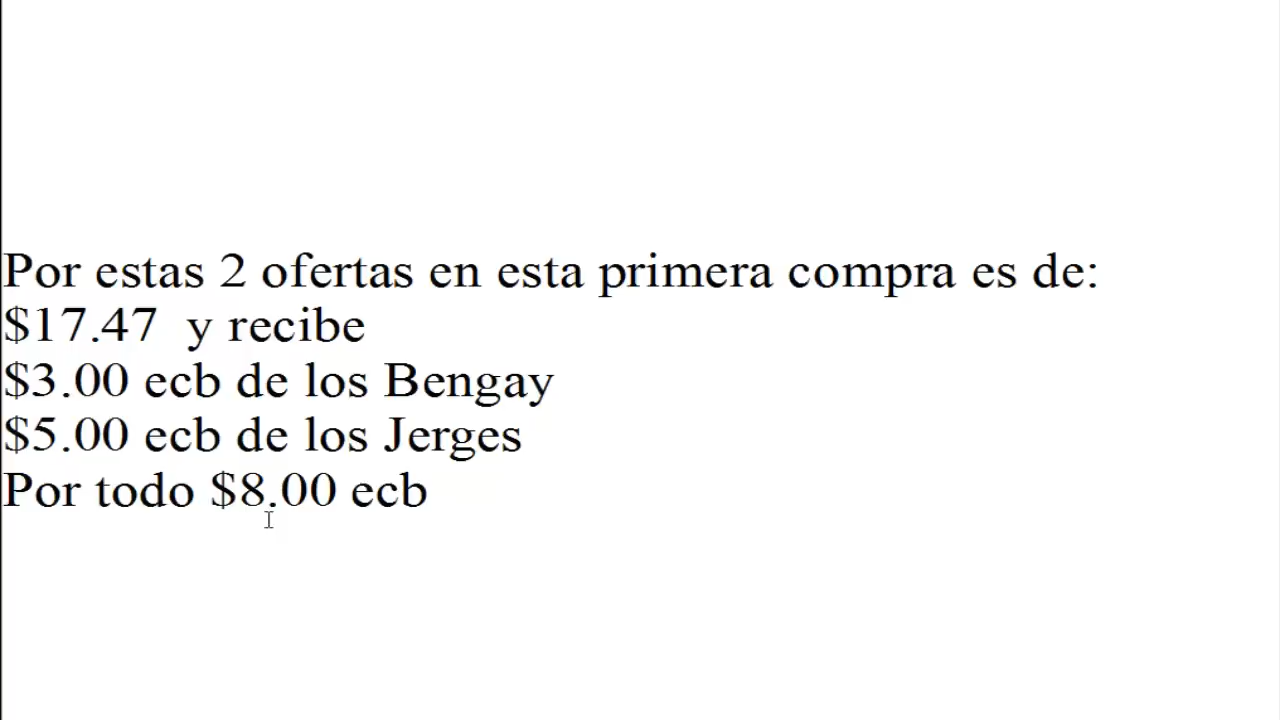 Por estas 2 ofertas en esta primera compra es de:
$17.47  y recibe
$3.00 ecb de los Bengay
$5.00 ecb de los Jerges
Por todo $8.00 ecb